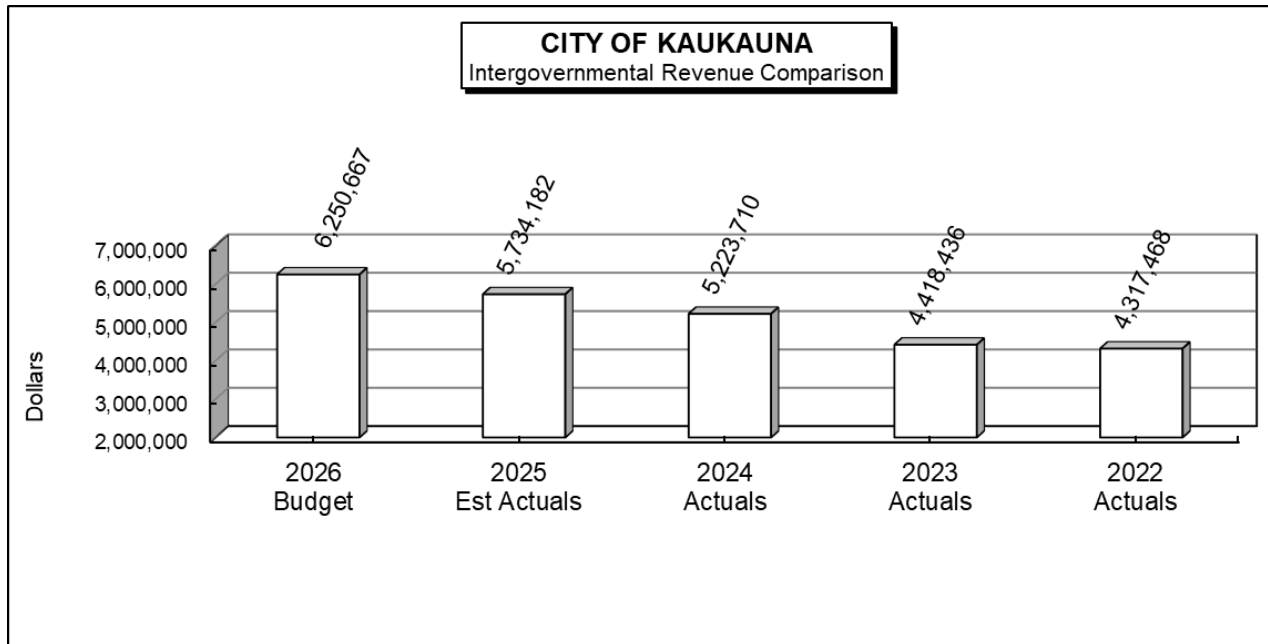 CITY OF KAUKAUNA
Intergovernmental Revenue Comparison
6,250,667
5,734,182
5,223,710
4,418,436
4,317,468
7,000,000
6,000,000
5,000,000
4,000,000
3,000,000
2,000,000
Dollars
2026
Budget
2025
Est Actuals
2024
Actuals
2023
Actuals
2022
Actuals